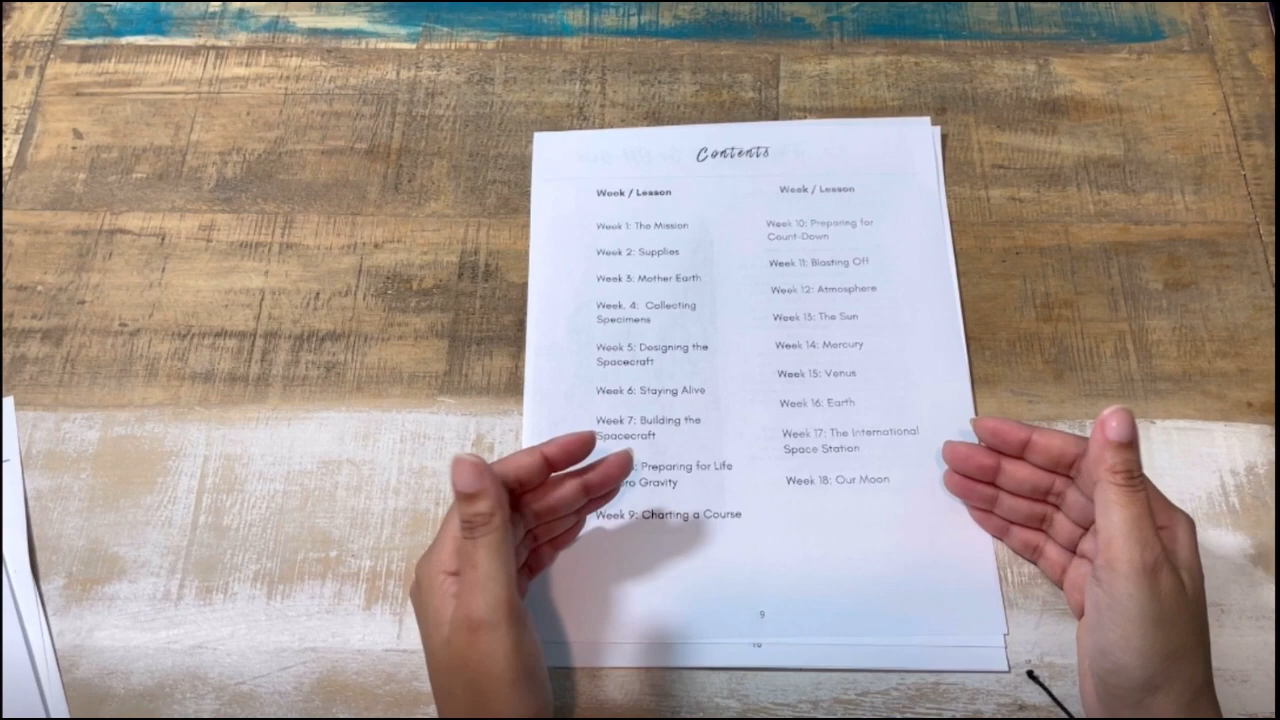 Contents
Week / Lesson
Week 1: The Mission
Week 2: Supplies
Week 3: Mother Earth
Week. 4: Collecting
Specimens
Week 5: Designing the
Spacecraft
Week 6: Staying Alive
Week 7: Building the
Spacecraft
: Preparing for Life
Gravity
Week 9: Charting a Course
Week / Lesson
Week 10: Preparing for
Count-Down
Week 11: Blasting Off
Week 12: Atmosphere
Week 13: The Sun
Week 14: Mercury
Week 15: Venus
Week 16: Earth
Week 17: The International
Space Station
Week 18: Our Moon
9